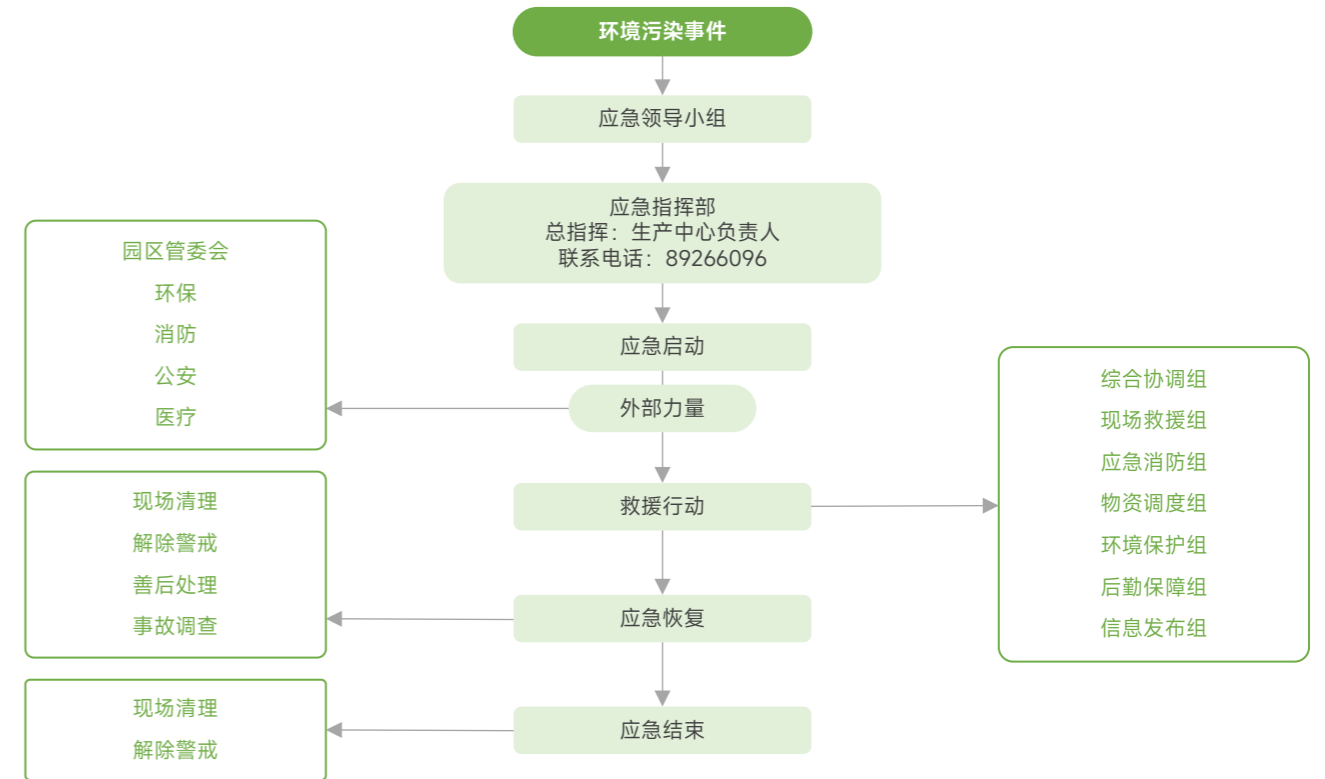 环境污染事件
应急领导小组
应急指挥部
总指挥：生产中心负责人
联系电话：89266096
应急启动
外部力量
园区管委会
环保
消防
公安
医疗
救援行动
综合协调组
现场救援组
应急消防组
物资调度组
环境保护组
后勤保障组
信息发布组
应急恢复
现场清理
解除警戒
善后处理
事故调查
应急结束
现场清理
解除警戒